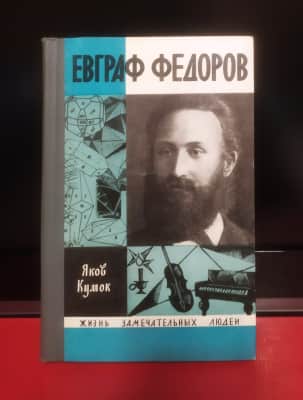 ЕВГРАФ ФЕДОРОВ
Яков
Кумок
ЖИЗНЬ ЗАМЕЧАТЕЛЬНЫХ ЛЮДЕЙ